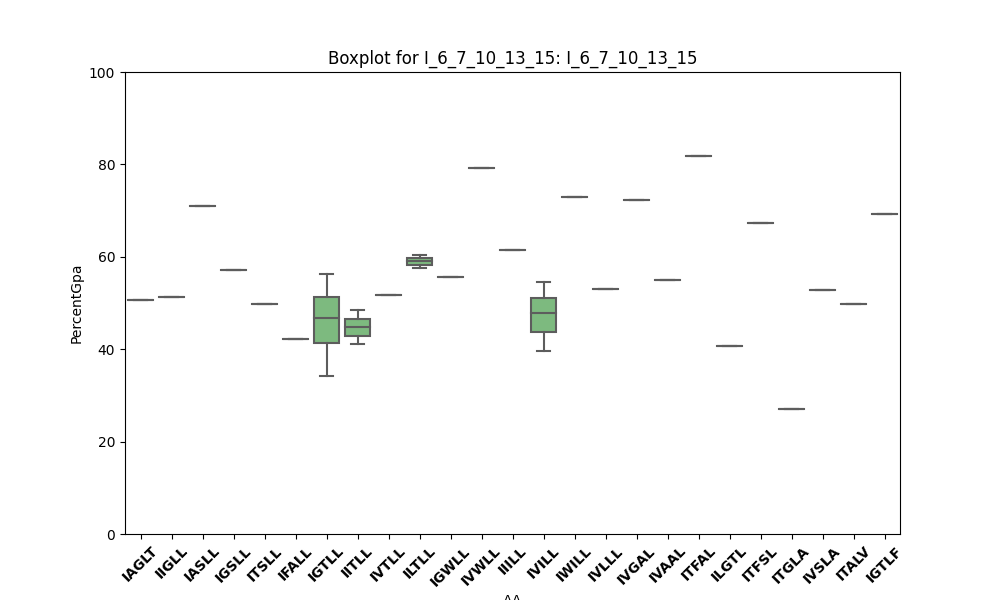 Boxplot for I_6_7_10_13_15: I_6_7_10_13_15
100
80
60
40
20
0
PercentGpa
IAGLT
IIGLL
IASLL
IGSLL
ITSLL
IFALL
IGTLL
IITLL
IVTLL
ILTLL
IGWLL
IVWLL
IIILL
IVILL
IWILL
IVLLL
IVGAL
IVAAL
ITFAL
ILGTL
ITFSL
ITGLA
IVSLA
ITALV
IGTLF
AA